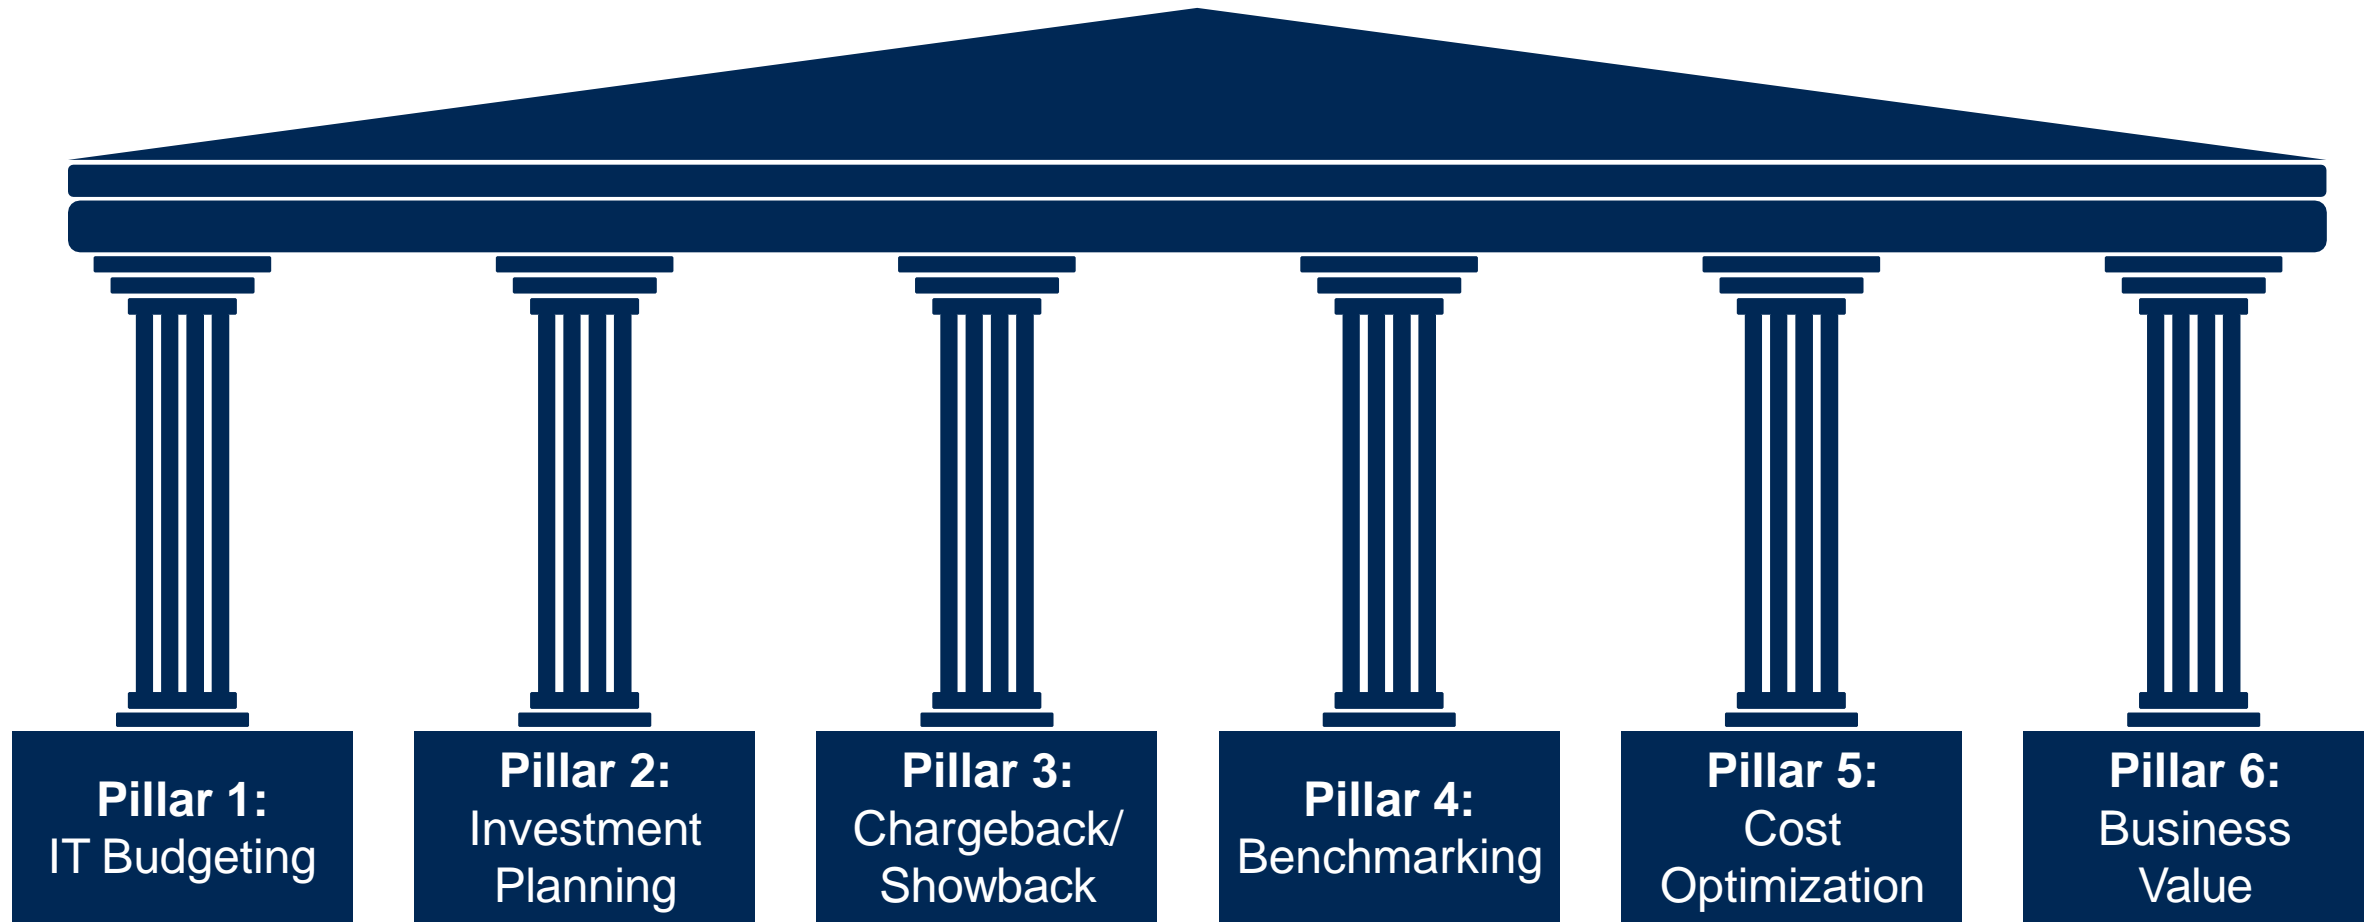 Pillar 1:
IT Budgeting
Pillar 2:
Investment
Planning
Pillar 3:
Chargeback/
Showback
Pillar 4:
Benchmarking
Pillar 5:
Cost
Optimization
Pillar 6:
Business
Value